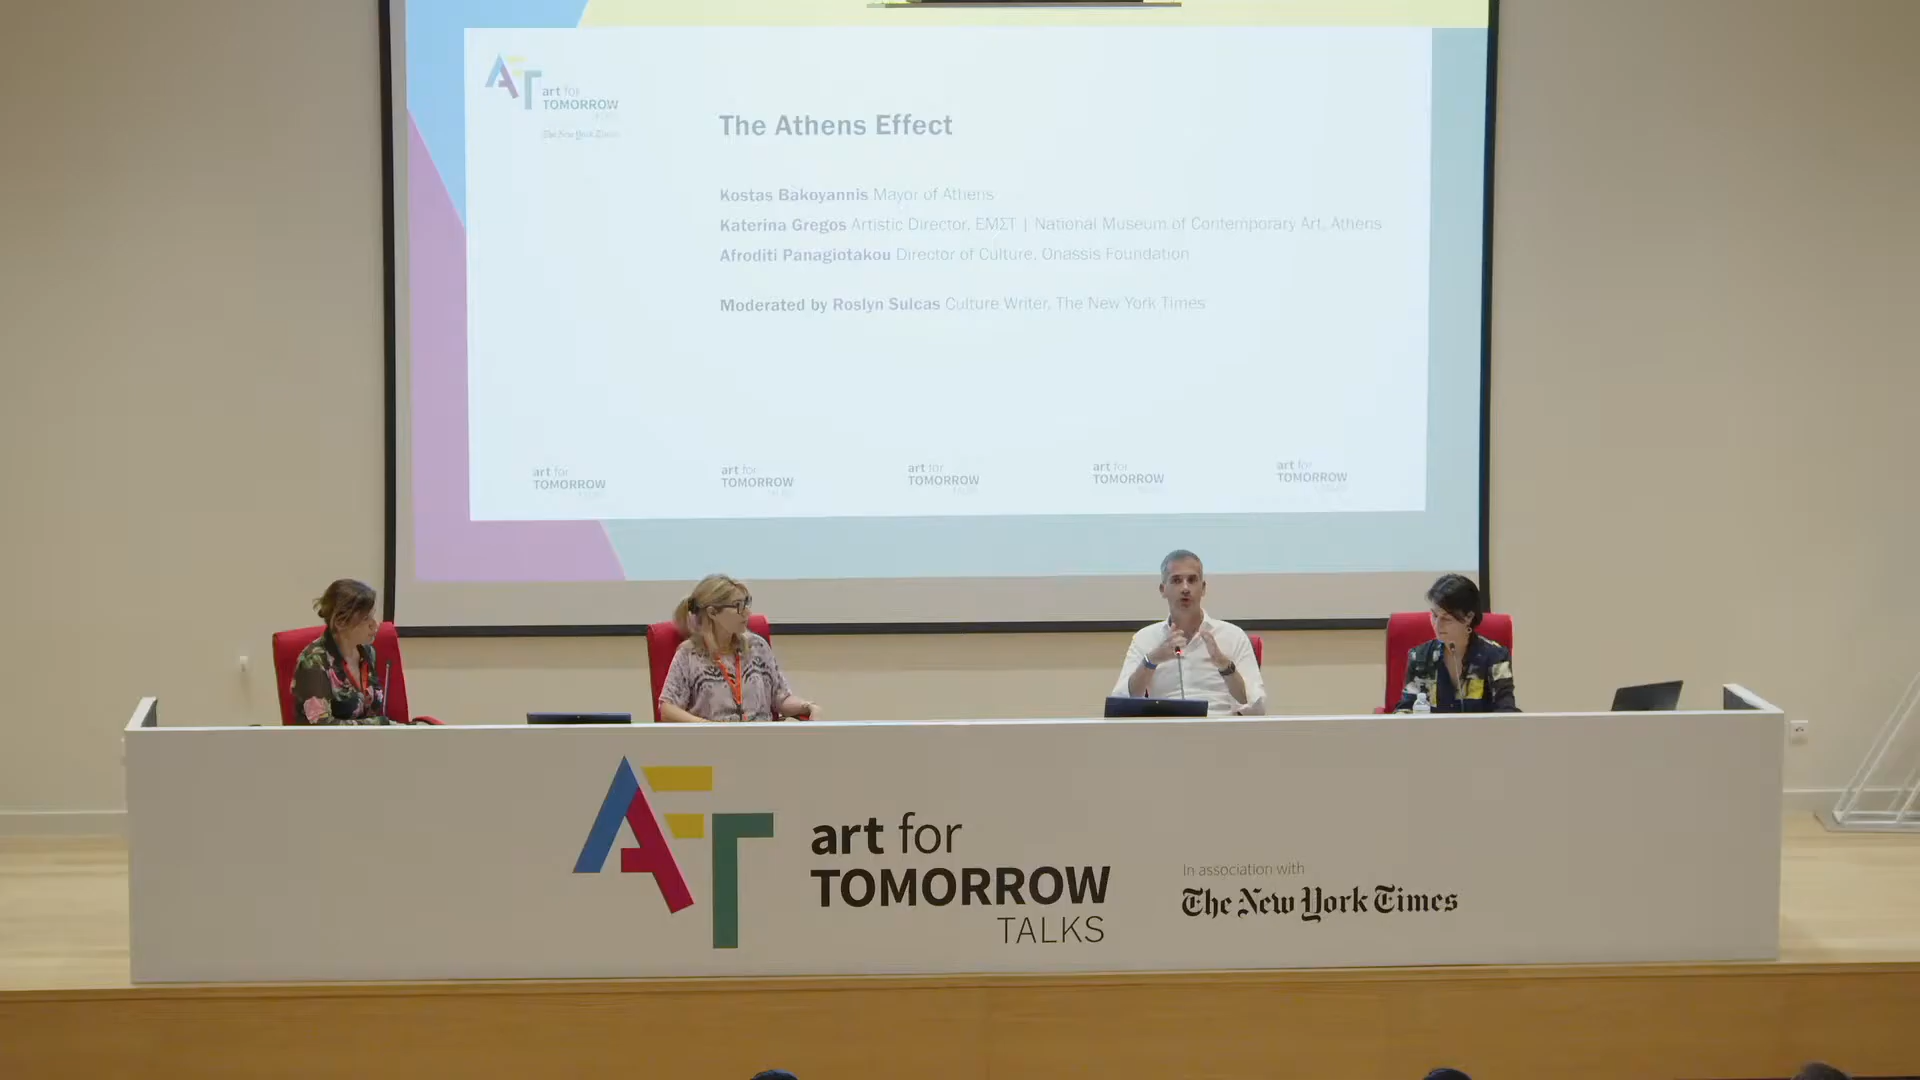 AFT
art for
TOMORROW
The New York Times
The Athens Effect
Kostas Bakoyannis Mayor of Athens
Katerina Gregos Artistic Director, ΕΜΣΤ | National Museum of Contemporary Art, Athens
Afroditi Panagiotakou Director of Culture, Onassis Foundation
Moderated by Roslyn Sulcas Culture Writer, The New York Times
art for
TOMORROW
art for
TOMORROW
art for
TOMORROW
art for
TOMORROW
art for
TOMORROW
AFT
art for
TOMORROW
TALKS
In association with
The New York Times